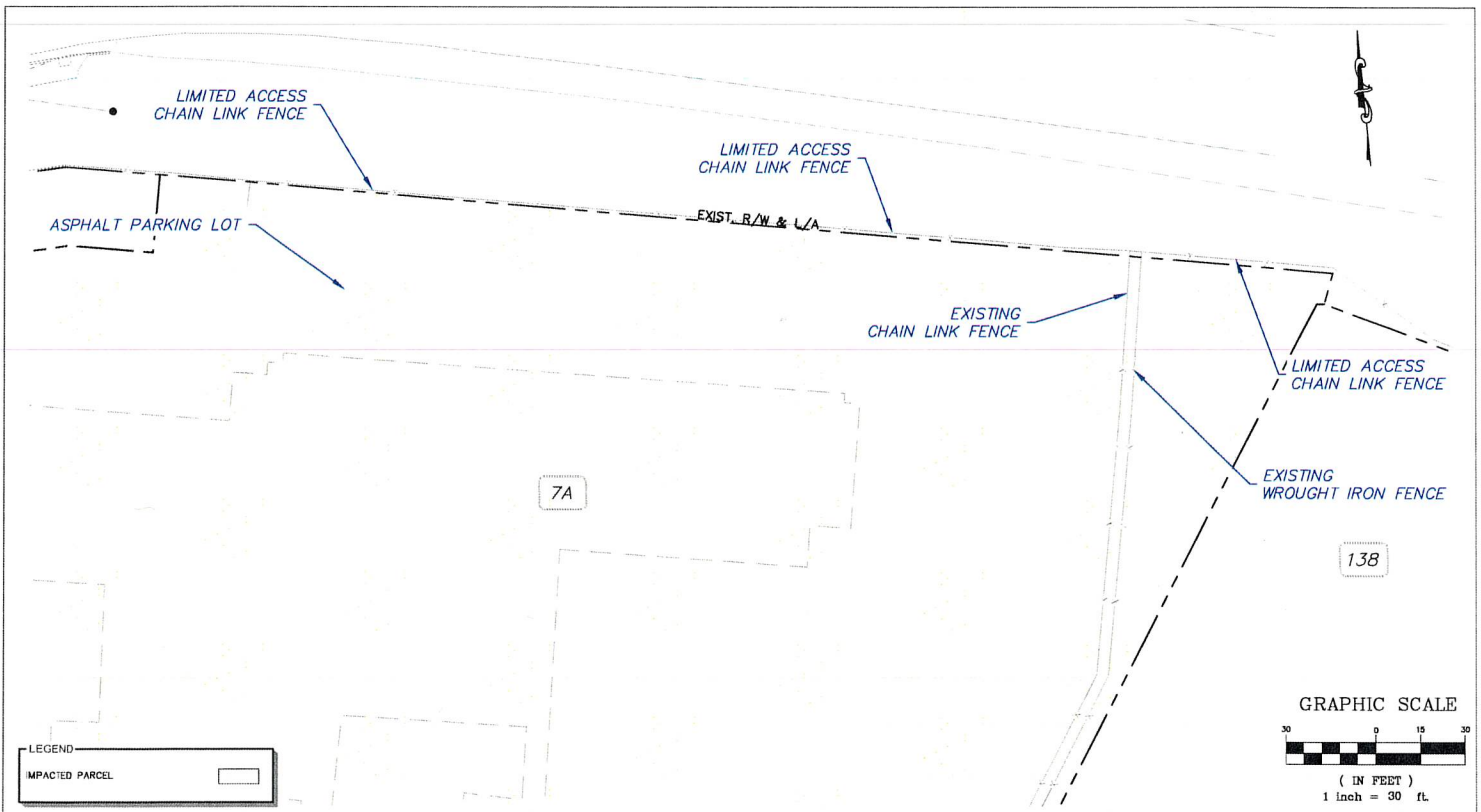 LIMITED ACCESS
CHAIN LINK FENCE
LIMITED ACCESS
CHAIN LINK FENCE
ASPHALT PARKING LOT
EXIST. R/W & L/A
EXISTING
CHAIN LINK FENCE
LIMITED ACCESS
CHAIN LINK FENCE
7A
EXISTING
WROUGHT IRON FENCE
138
GRAPHIC SCALE
30 0 15 30
( IN FEET )
1 inch = 30 ft.
LEGEND
IMPACTED PARCEL